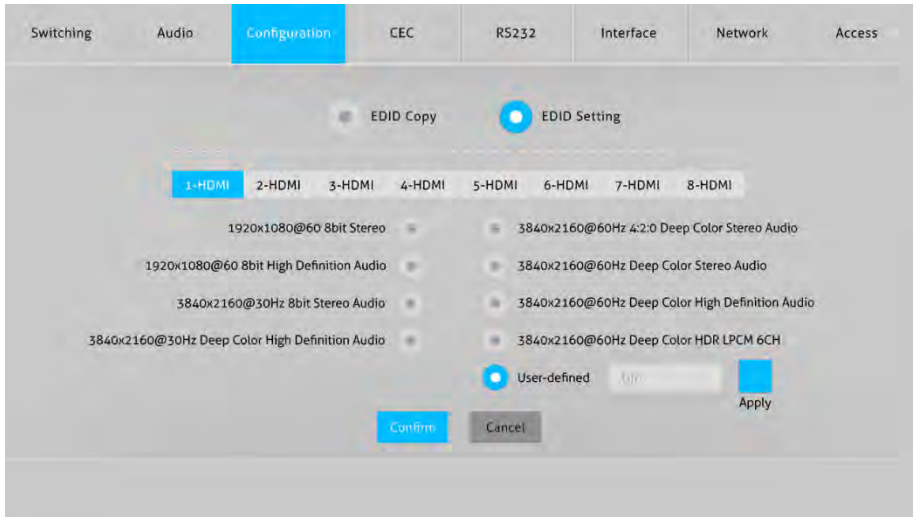 Switching Audio Configuration CEC RS232 Interface Network Access
EDID Copy EDID Setting
1-HDMI 2-HDMI 3-HDMI 4-HDMI 5-HDMI 6-HDMI 7-HDMI 8-HDMI
1920x1080@60 8bit Stereo 3840x2160@60Hz 4:2:0 Deep Color Stereo Audio
1920x1080@60 8bit High Definition Audio 3840x2160@60Hz Deep Color Stereo Audio
3840x2160@30Hz 8bit Stereo Audio 3840x2160@60Hz Deep Color High Definition Audio
3840x2160@30Hz Deep Color High Definition Audio 3840x2160@60Hz Deep Color HDR LPCM 6CH
User-defined
Apply
Confirm Cancel